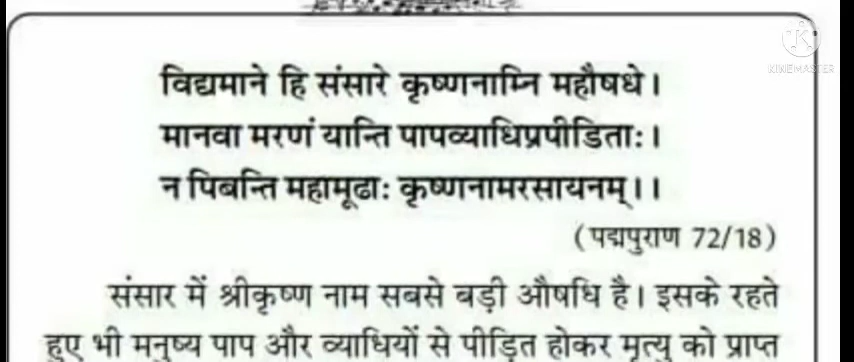 KINEMASTER
विद्यमाने हि संसारे कृष्णनाम्नि महौषधे।
मानवा मरणं यान्ति पापव्याधिप्रपीडिताः।
न पिबन्ति महामूढाः कृष्णनामरसायनम्।।
(पद्मपुराण 72/18)
संसार में श्रीकृष्ण नाम सबसे बड़ी औषधि है। इसके रहते
हुए भी मनुष्य पाप और व्याधियों से पीड़ित होकर मृत्यु को प्राप्त